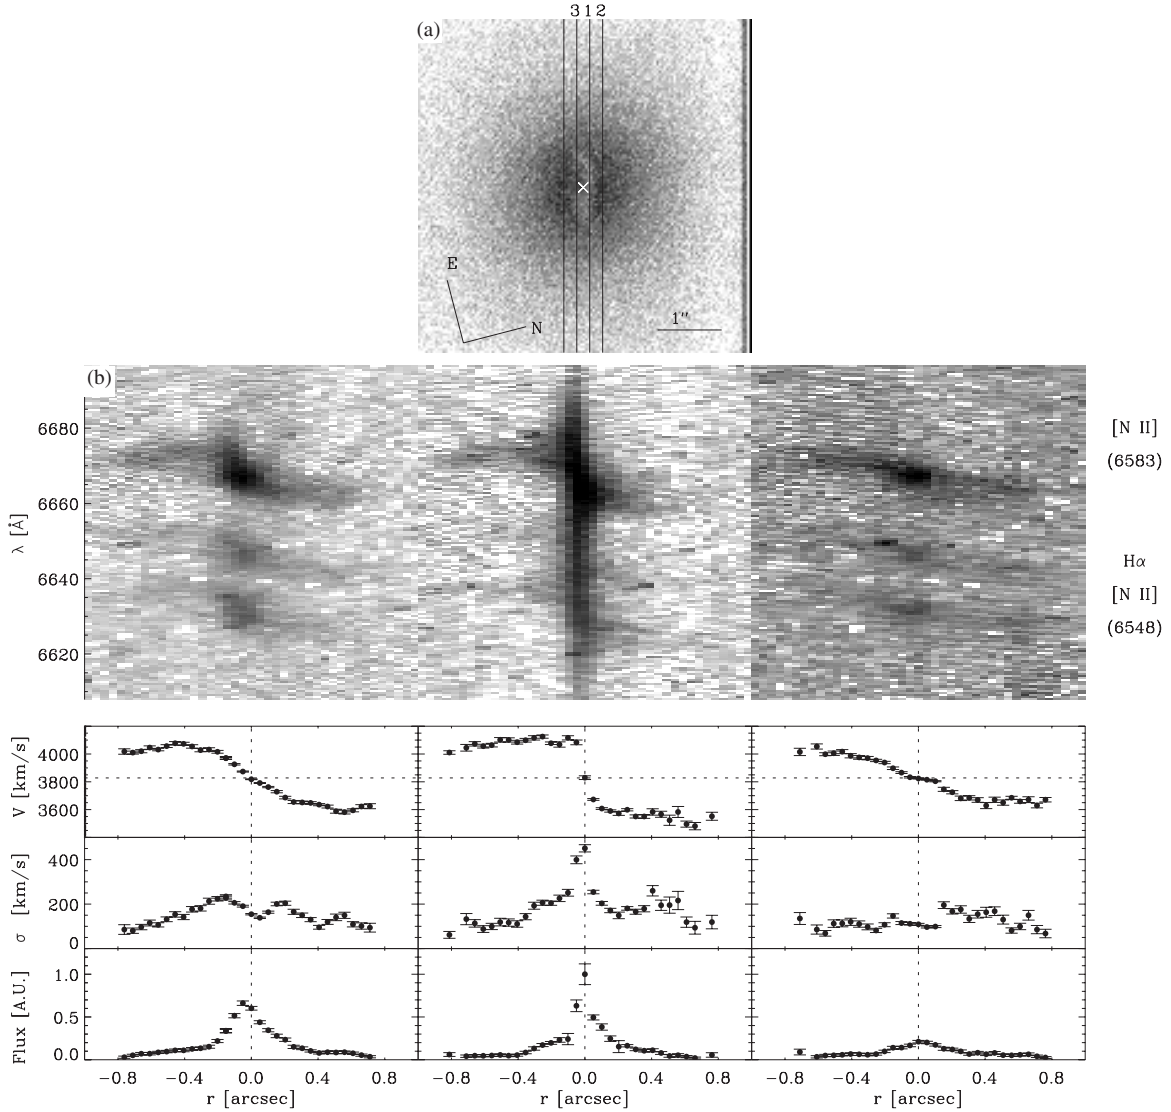 3 1 2
(a)
E
N
1″
(b)
6680
6660
6640
6620
λ [Å]
[N II]
(6583)
Hα
[N II]
(6548)
4000
3800
3600
V [km/s]
400
200
0
σ [km/s]
1.0
0.5
0.0
Flux [A.U.]
−0.8 −0.4 0.0 0.4 0.8 −0.8 −0.4 0.0 0.4 0.8 −0.8 −0.4 0.0 0.4 0.8
r [arcsec] r [arcsec] r [arcsec]